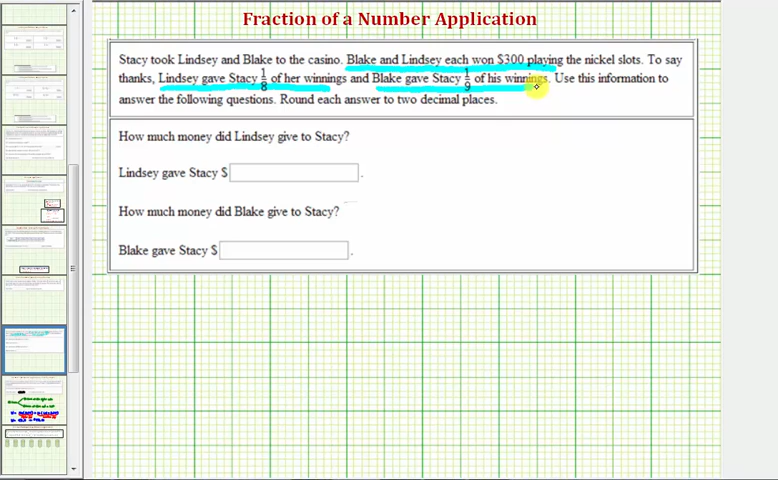 Fraction of a Number Application
Stacy took Lindsey and Blake to the casino. Blake and Lindsey each won $300 playing the nickel slots. To say
thanks, Lindsey gave Stacy 1/8 of her winnings and Blake gave Stacy 1/9 of his winnings. Use this information to
answer the following questions. Round each answer to two decimal places.
How much money did Lindsey give to Stacy?
Lindsey gave Stacy $ .
How much money did Blake give to Stacy?
Blake gave Stacy $ .